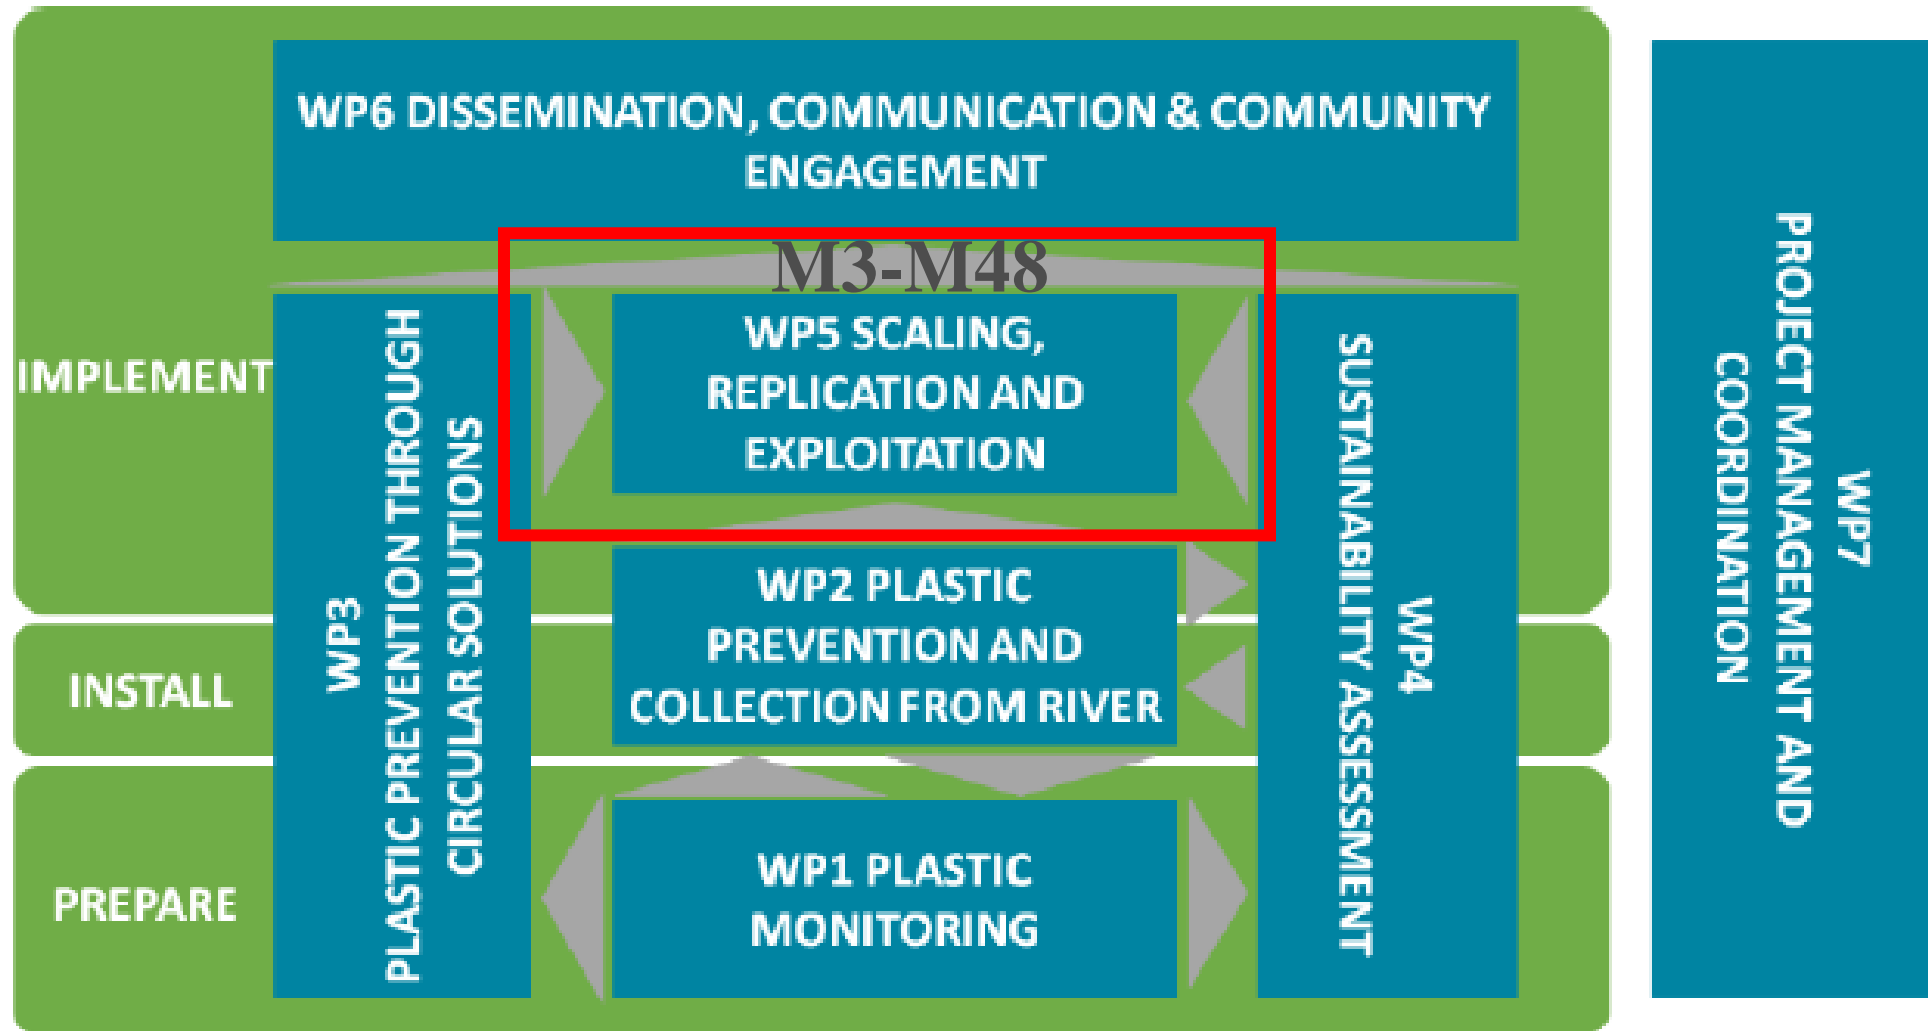 WP6 DISSEMINATION, COMMUNICATION & COMMUNITY
ENGAGEMENT
M3-M48
IMPLEMENT
WP5 SCALING,
REPLICATION AND
EXPLOITATION
WP3
PLASTIC PREVENTION THROUGH
CIRCULAR SOLUTIONS
WP2 PLASTIC
PREVENTION AND
COLLECTION FROM RIVER
WP4
SUSTAINABILITY ASSESSMENT
INSTALL
WP1 PLASTIC
MONITORING
PREPARE
WP7
PROJECT MANAGEMENT AND
COORDINATION